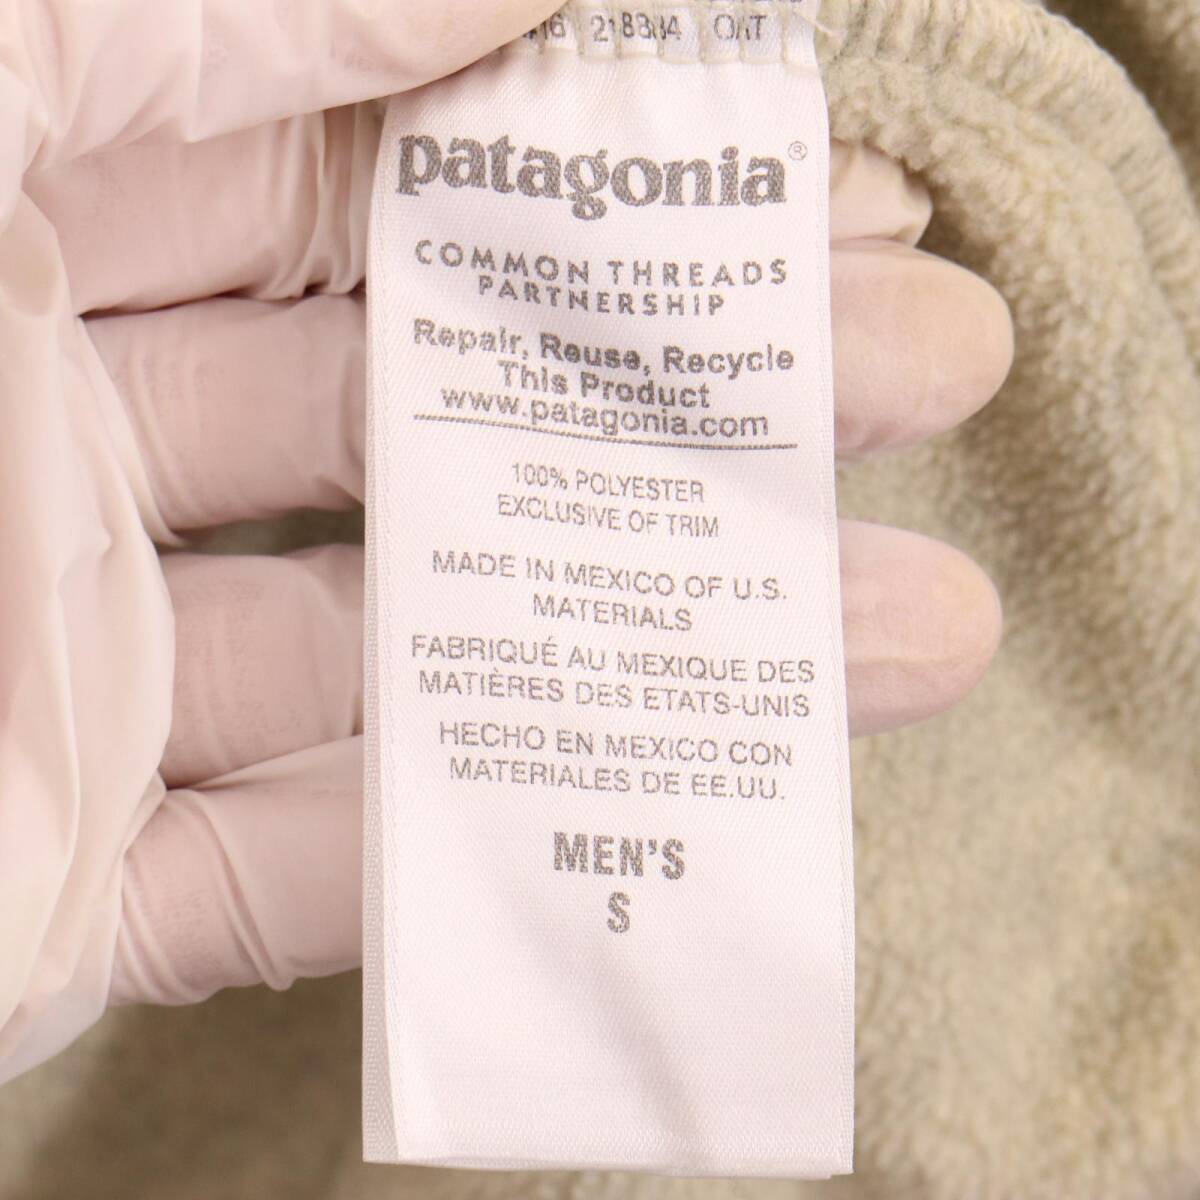 OAT
patagonia®
COMMON THREADS
PARTNERSHIP
Repair, Reuse, Recycle
This Product
www.patagonia.com
100% POLYESTER
EXCLUSIVE OF TRIM
MADE IN MEXICO OF U.S.
MATERIALS
FABRIQUÉ AU MEXIQUE DES
MATIÈRES DES ETATS-UNIS
HECHO EN MEXICO CON
MATERIALES DE EE.UU.
MEN'S
S